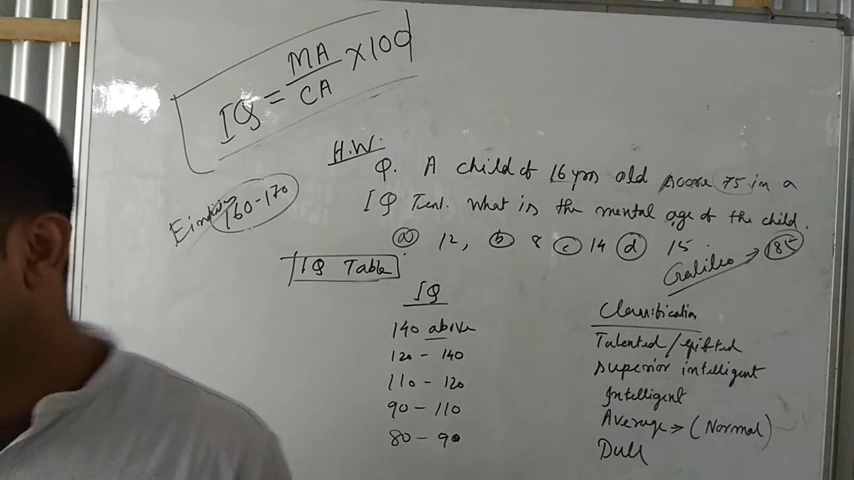 IQ = MA/CA × 100
H.W.
Q. A child of 16 yrs old score 75 in a
IQ Test. What is the mental age of the child.
(a) 12, (b) 8 (c) 14 (d) 15.
160-170
Galileo → 185
IQ Table
IQ Classification
140 above Talented/gifted
120 - 140 Superior intelligent
110 - 120 Intelligent
90 - 110 Average → (Normal)
80 - 90 Dull